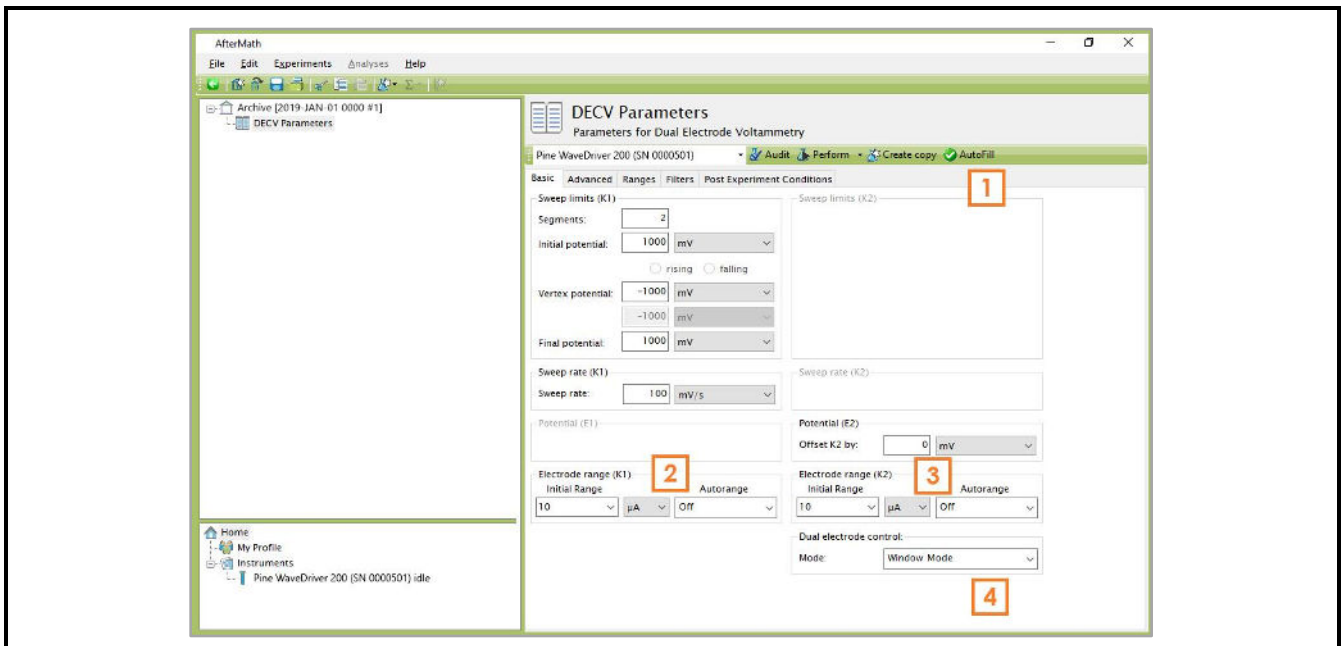 AfterMath
File Edit Experiments Analyses Help
Archive [2019-JAN-01 0000 #1]
DECV Parameters
DECV Parameters
Parameters for Dual Electrode Voltammetry
Pine WaveDriver 200 (SN 0000501) Audit Perform Create copy AutoFill
Basic Advanced Ranges Filters Post Experiment Conditions
1
Sweep limits (K1)
Segments: 2
Initial potential: 1000 mV
rising falling
Vertex potential: -1000 mV
-1000 mV
Final potential: 1000 mV
Sweep limits (K2)
Sweep rate (K1)
Sweep rate: 100 mV/s
Sweep rate (K2)
Potential (E1)
Potential (E2)
Offset K2 by: 0 mV
Electrode range (K1)
2
Initial Range Autorange
10 µA Off
Electrode range (K2)
3
Initial Range Autorange
10 µA Off
Dual electrode control:
Mode: Window Mode
4
Home
My Profile
Instruments
Pine WaveDriver 200 (SN 0000501) idle